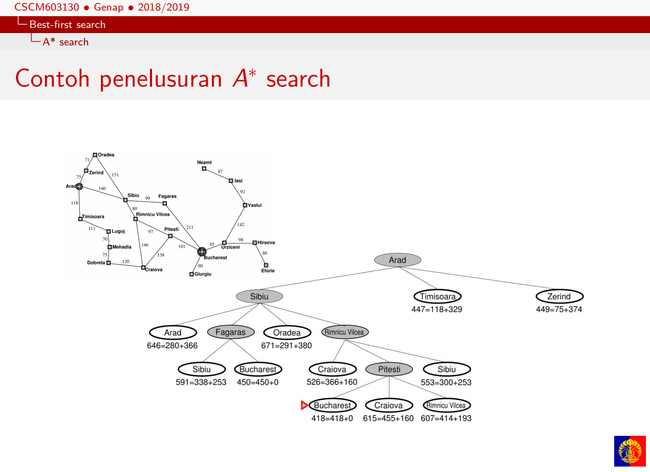 CSCM603130 • Genap • 2018/2019
Best-first search
A* search
Contoh penelusuran A* search
Oradea
71
Zerind
75
151
Arad
140
118
Sibiu
99
Fagaras
80
Rimnicu Vilcea
Timisoara
111
Lugoj
70
Mehadia
75
Dobreta
120
Craiova
146
138
97
Pitesti
211
101
Bucharest
90
Giurgiu
85
Urziceni
98
Hirsova
86
Eforie
142
Vaslui
92
Iasi
87
Neamt
Arad
Sibiu
Timisoara
Zerind
447=118+329
449=75+374
Arad
Fagaras
Oradea
Rimnicu Vilcea
646=280+366
671=291+380
Sibiu
Bucharest
Craiova
Pitesti
Sibiu
591=338+253
450=450+0
526=366+160
553=300+253
Bucharest
Craiova
Rimnicu Vilcea
418=418+0
615=455+160
607=414+193